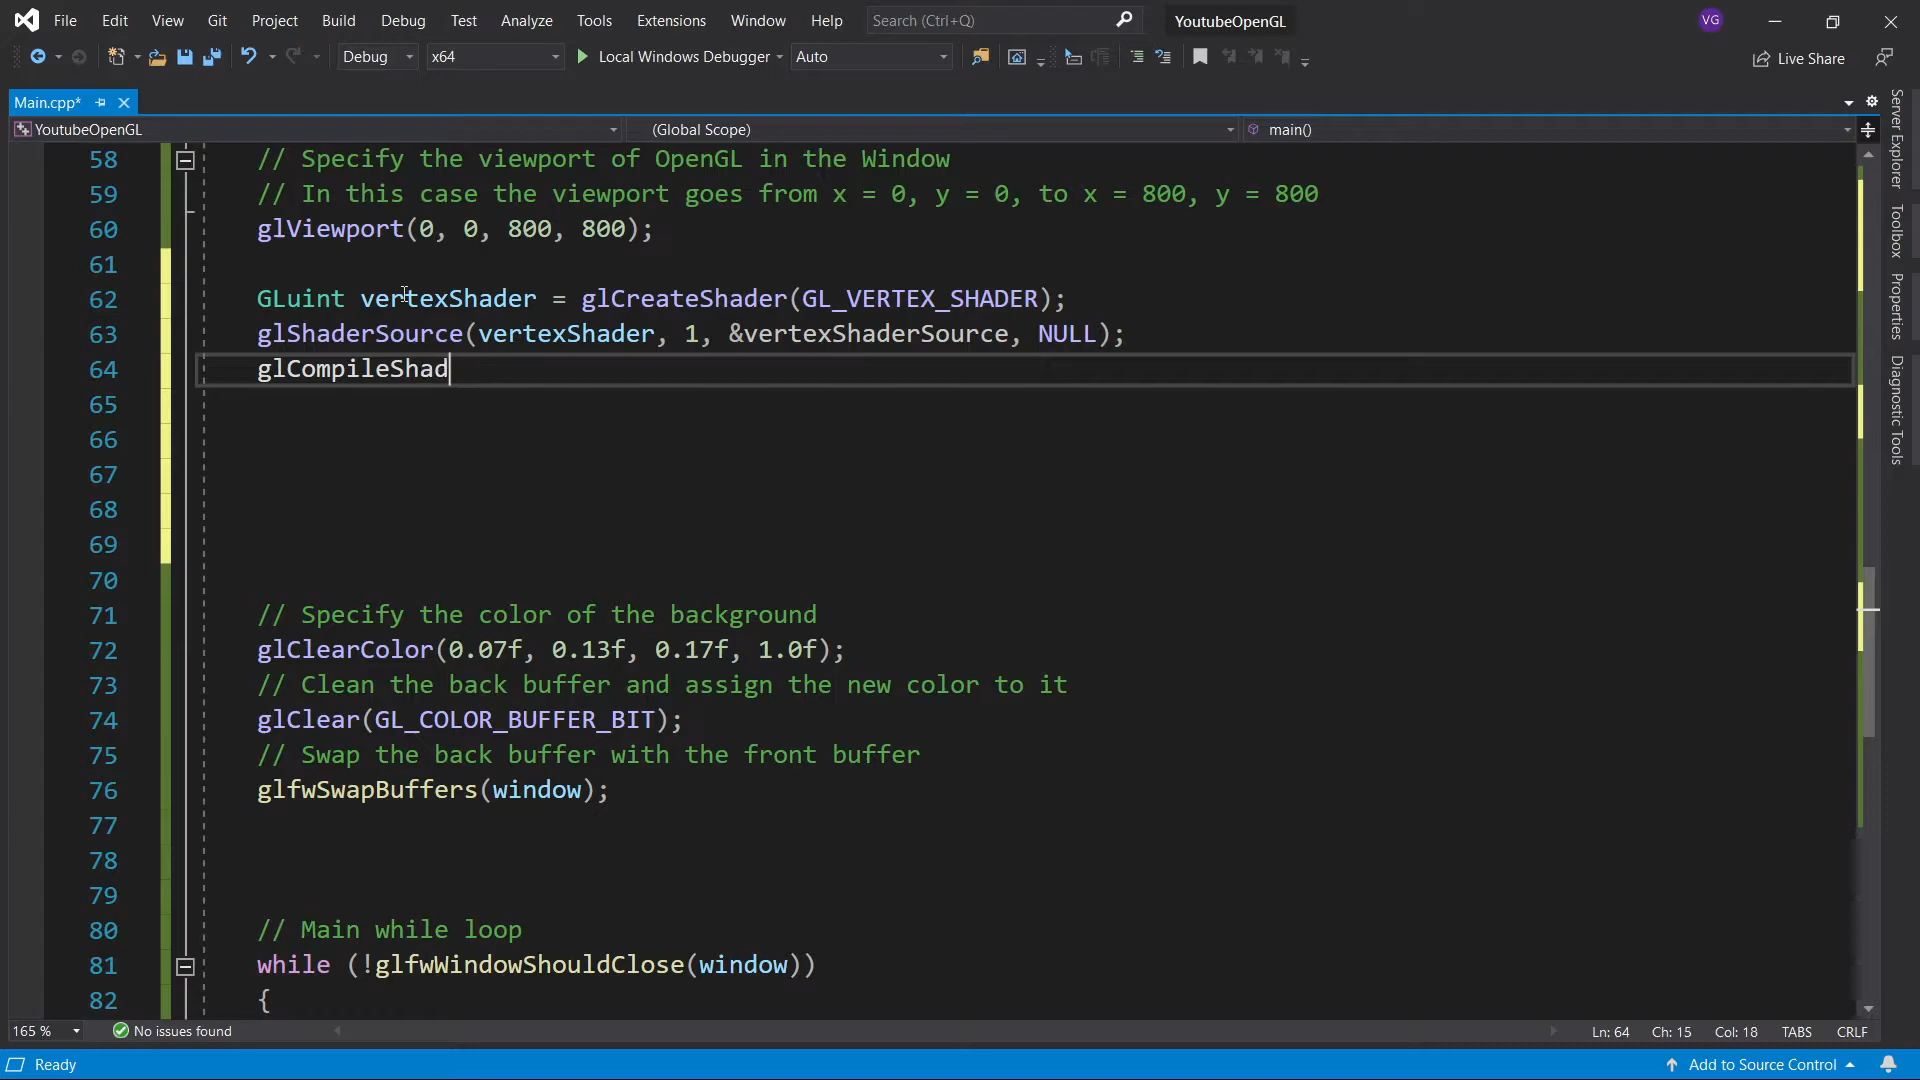 File Edit View Git Project Build Debug Test Analyze Tools Extensions Window Help Search (Ctrl+Q) YoutubeOpenGL VG
Debug x64 Local Windows Debugger Auto Live Share
Main.cpp*
YoutubeOpenGL (Global Scope) main()
58 // Specify the viewport of OpenGL in the Window
59 // In this case the viewport goes from x = 0, y = 0, to x = 800, y = 800
60 glViewport(0, 0, 800, 800);
61
62 GLuint vertexShader = glCreateShader(GL_VERTEX_SHADER);
63 glShaderSource(vertexShader, 1, &vertexShaderSource, NULL);
64 glCompileShad
65
66
67
68
69
70
71 // Specify the color of the background
72 glClearColor(0.07f, 0.13f, 0.17f, 1.0f);
73 // Clean the back buffer and assign the new color to it
74 glClear(GL_COLOR_BUFFER_BIT);
75 // Swap the back buffer with the front buffer
76 glfwSwapBuffers(window);
77
78
79
80 // Main while loop
81 while (!glfwWindowShouldClose(window))
82 {
Server Explorer
Toolbox
Properties
Diagnostic Tools
165 % No issues found Ln: 64 Ch: 15 Col: 18 TABS CRLF
Ready Add to Source Control